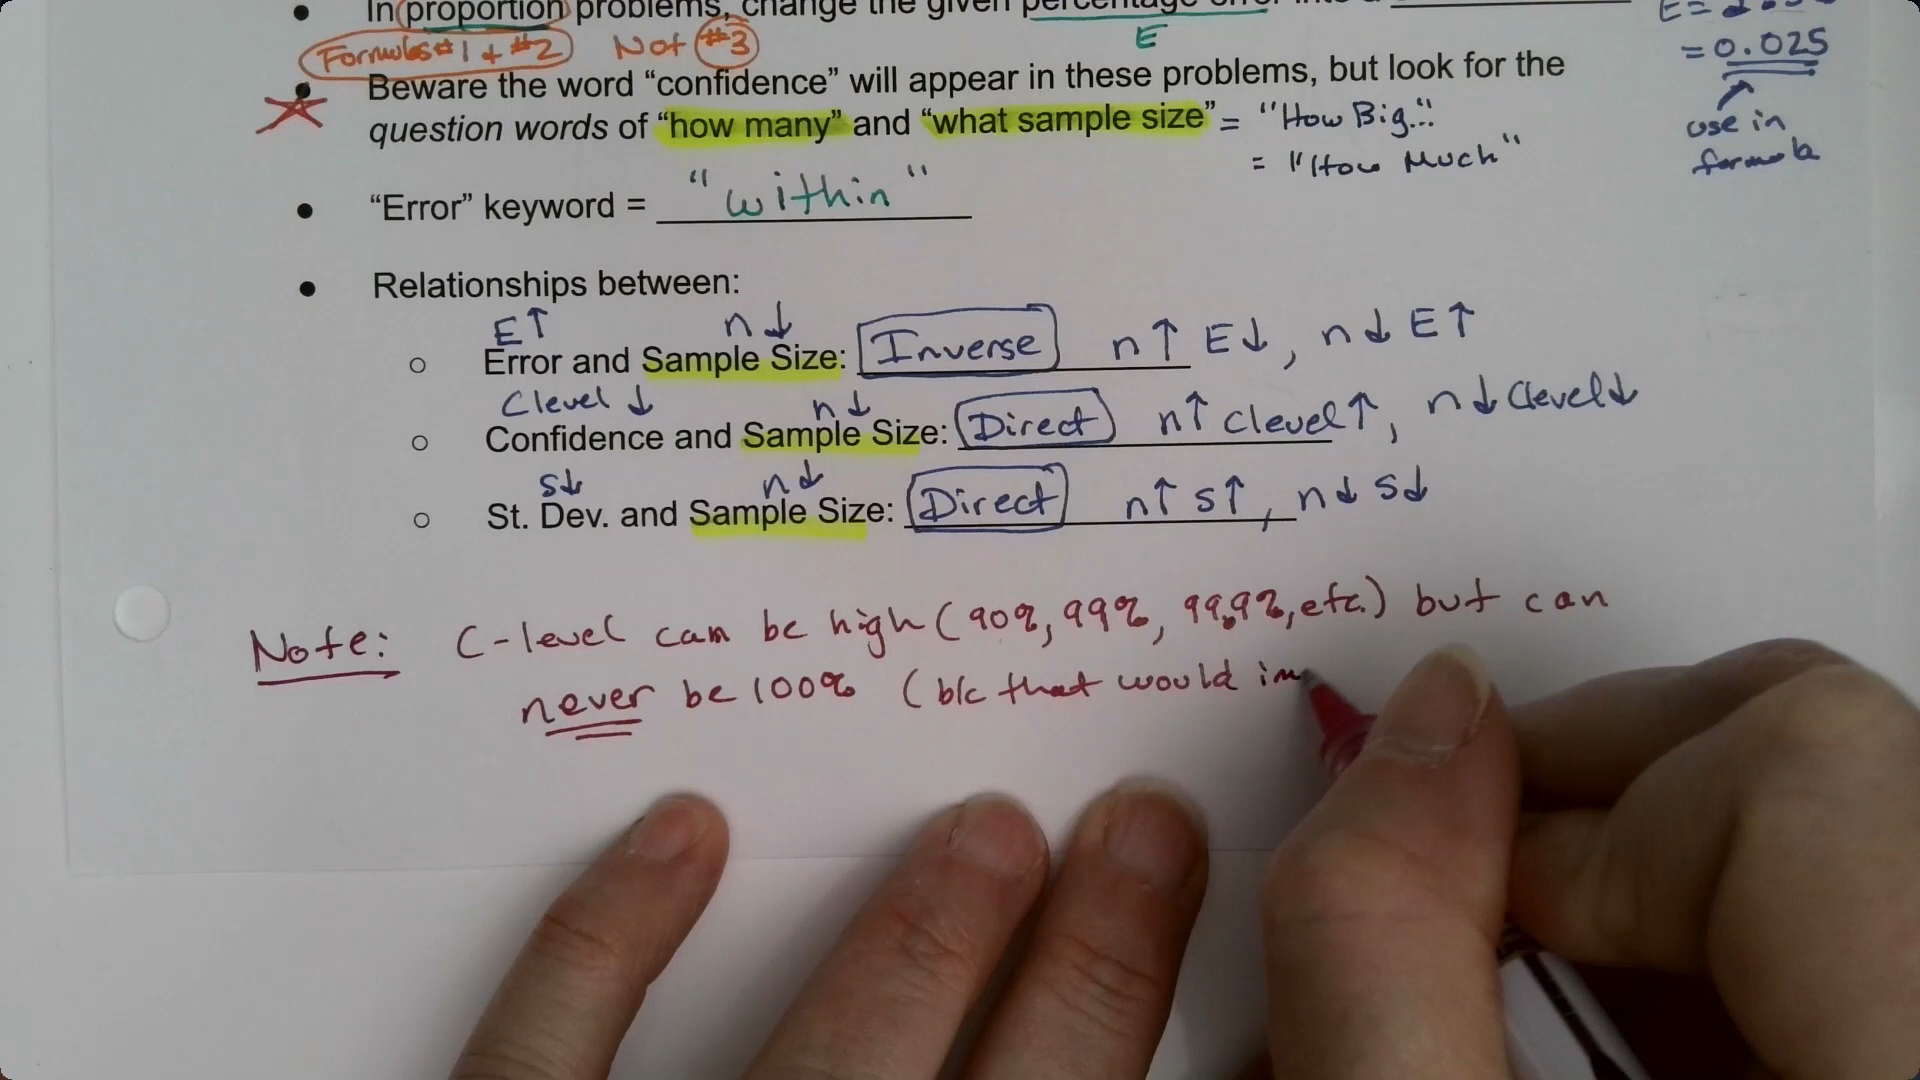 In proportion problems, change the given percentage error into a
E =
Formulas #1 + #2 Not #3 E
= 0.025
Beware the word “confidence” will appear in these problems, but look for the
question words of “how many” and “what sample size” = "How Big..."
= "How Much"
use in
formula
“Error” keyword = "within"
Relationships between:
E↑ n↓
Error and Sample Size: Inverse n↑ E↓, n↓ E↑
Clevel ↓ n↓
Confidence and Sample Size: Direct n↑ Clevel↑, n↓ Clevel↓
S↓ n↓
St. Dev. and Sample Size: Direct n↑ S↑, n↓ S↓
Note: C-level can be high (90%, 99%, 99.9%, etc.) but can
never be 100% (b/c that would im